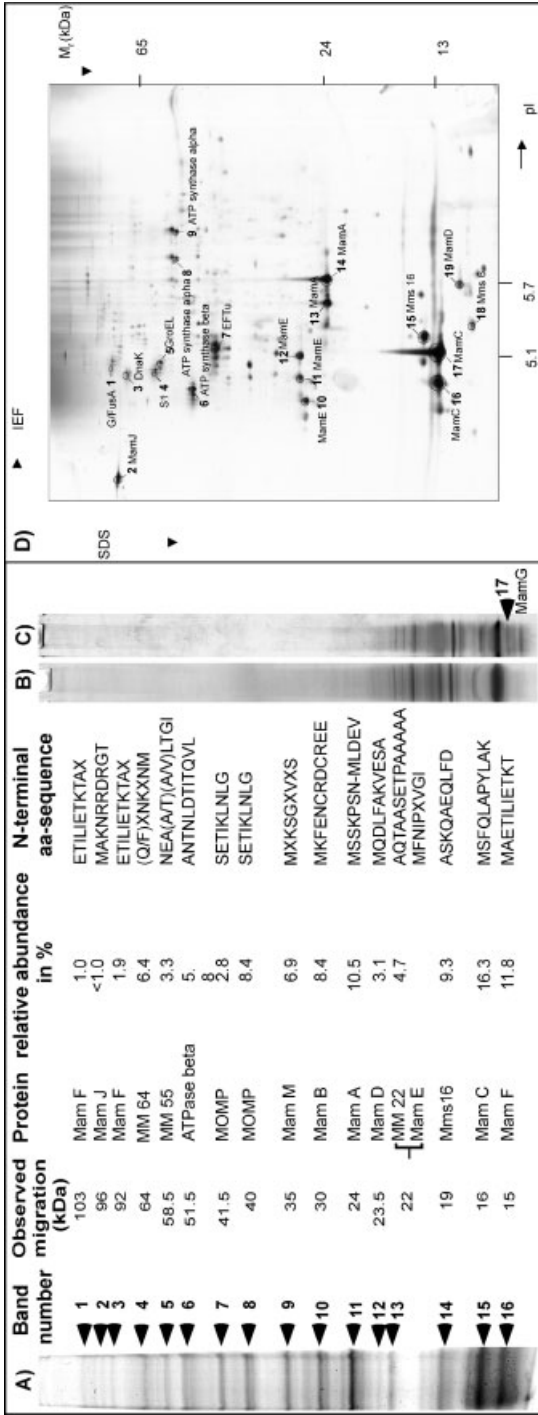 A)
Band number
Observed migration (kDa)
Protein
relative abundance in %
N-terminal aa-sequence
1 103 Mam F 1.0 ETILIETKTAX
2 96 Mam J <1.0 MAKNRRDRGT
3 92 Mam F 1.9 ETILIETKTAX
4 64 MM 64 6.4 (Q/F)XNKXNM
5 58.5 MM 55 3.3 NEA(A/T)(A/V)LTGI
6 51.5 ATPase beta 5. 8 ANTNLDTITQVL
7 41.5 MOMP 2.8 SETIKLNLG
8 40 MOMP 8.4 SETIKLNLG
9 35 Mam M 6.9 MXKSGXVXS
10 30 Mam B 8.4 MKFENCRDCREE
11 24 Mam A 10.5 MSSKPSN-MLDEV
12 23.5 Mam D 3.1 MQDLFAKVESA
13 22 MM 22 4.7 AQTAASETPAAAAA
Mam E MFNIPXVGI
14 19 Mms16 9.3 ASKQAEQLFD
15 16 Mam C 16.3 MSFQLAPYLAK
16 15 Mam F 11.8 MAETILIETKT
B)
C)
17
MamG
D)
IEF
SDS
Mr (kDa)
65
24
13
pI
5.1
5.7
G/FusA 1
2 MamJ
3 DnaK
S1 4
5 GroEL
ATP synthase alpha 8
9 ATP synthase alpha
ATP synthase beta
6
7 EFTu
MamE 10
11 MamE
12 MamE
13 MamA
14 MamA
15 Mms 16
MamC 16
17 MamC
18 Mms 6
19 MamD